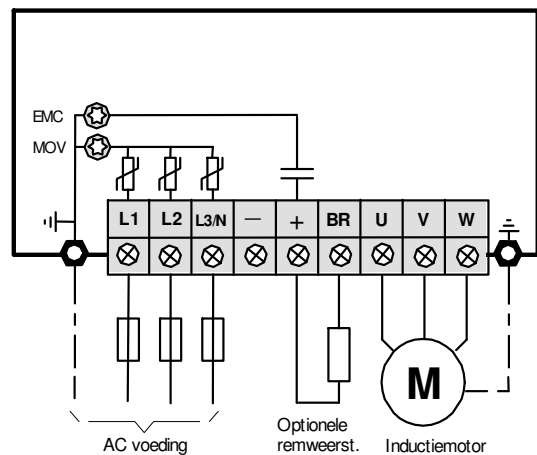 EMC
MOV
L1 L2 L3/N — + BR U V W
M
AC voeding
Optionele
remweerst.
Inductiemotor